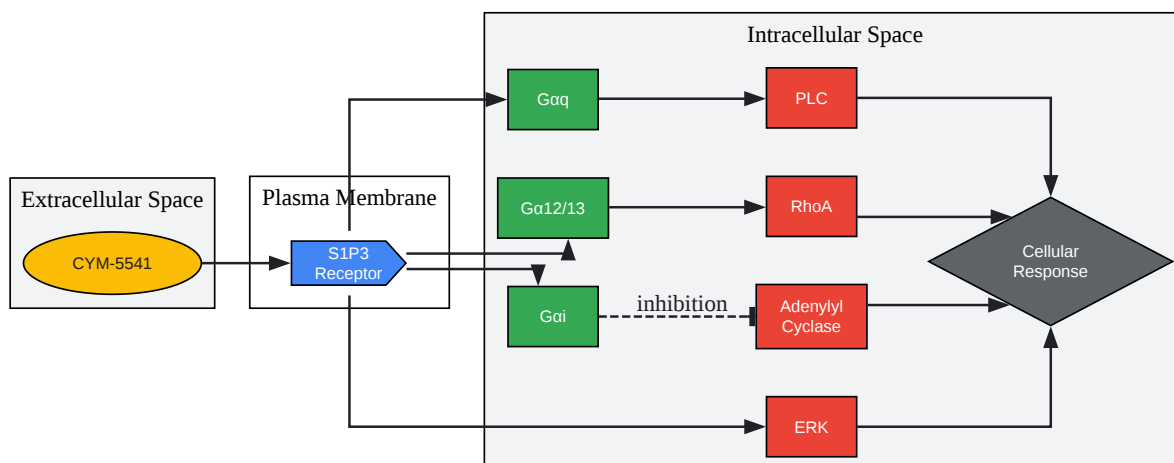 Intracellular Space
Gαq
PLC
Extracellular Space
Plasma Membrane
Gα12/13
RhoA
CYM-5541
S1P3
Receptor
Cellular
Response
Gαi
inhibition
Adenylyl
Cyclase
ERK